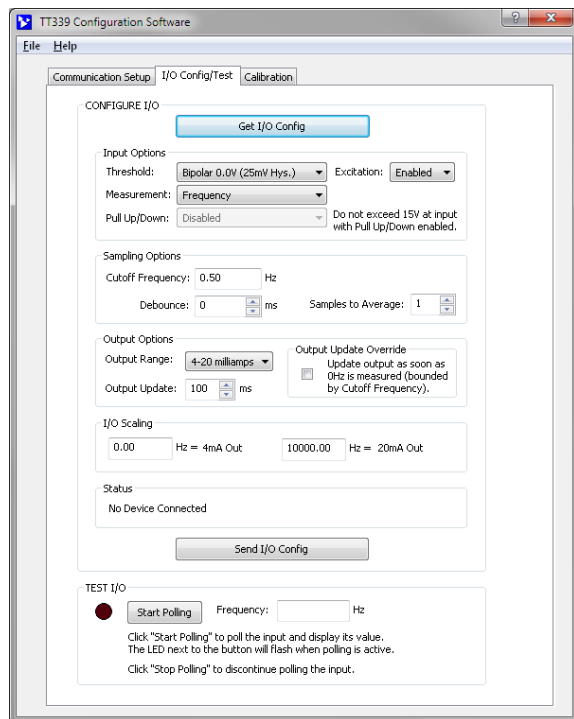 TT339 Configuration Software
File Help
Communication Setup I/O Config/Test Calibration
CONFIGURE I/O
Get I/O Config
Input Options
Threshold: Bipolar 0.0V (25mV Hys.) Excitation: Enabled
Measurement: Frequency
Pull Up/Down: Disabled
Do not exceed 15V at input
with Pull Up/Down enabled.
Sampling Options
Cutoff Frequency: 0.50 Hz
Debounce: 0 ms Samples to Average: 1
Output Options
Output Range: 4-20 milliamps
Output Update: 100 ms
Output Update Override
Update output as soon as
0Hz is measured (bounded
by Cutoff Frequency).
I/O Scaling
0.00 Hz = 4mA Out 10000.00 Hz = 20mA Out
Status
No Device Connected
Send I/O Config
TEST I/O
Start Polling Frequency: Hz
Click "Start Polling" to poll the input and display its value.
The LED next to the button will flash when polling is active.
Click "Stop Polling" to discontinue polling the input.